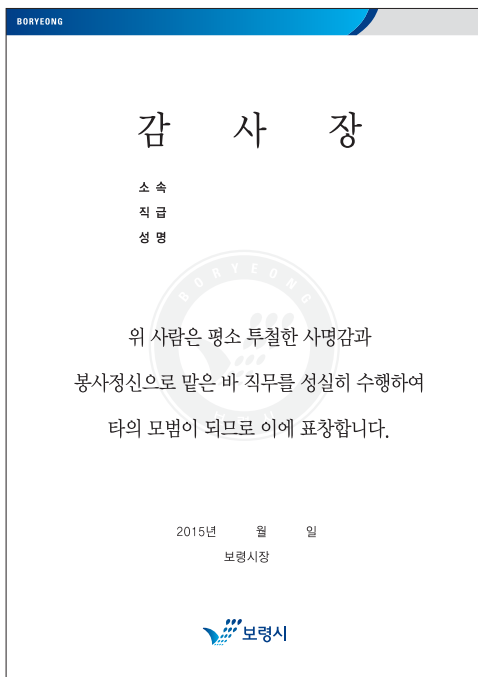 BORYEONG
감 사 장
소 속
직 급
성 명
BORYEONG
위 사람은 평소 투철한 사명감과
봉사정신으로 맡은 바 직무를 성실히 수행하여
타의 모범이 되므로 이에 표창합니다.
2015년 월 일
보령시장
보령시